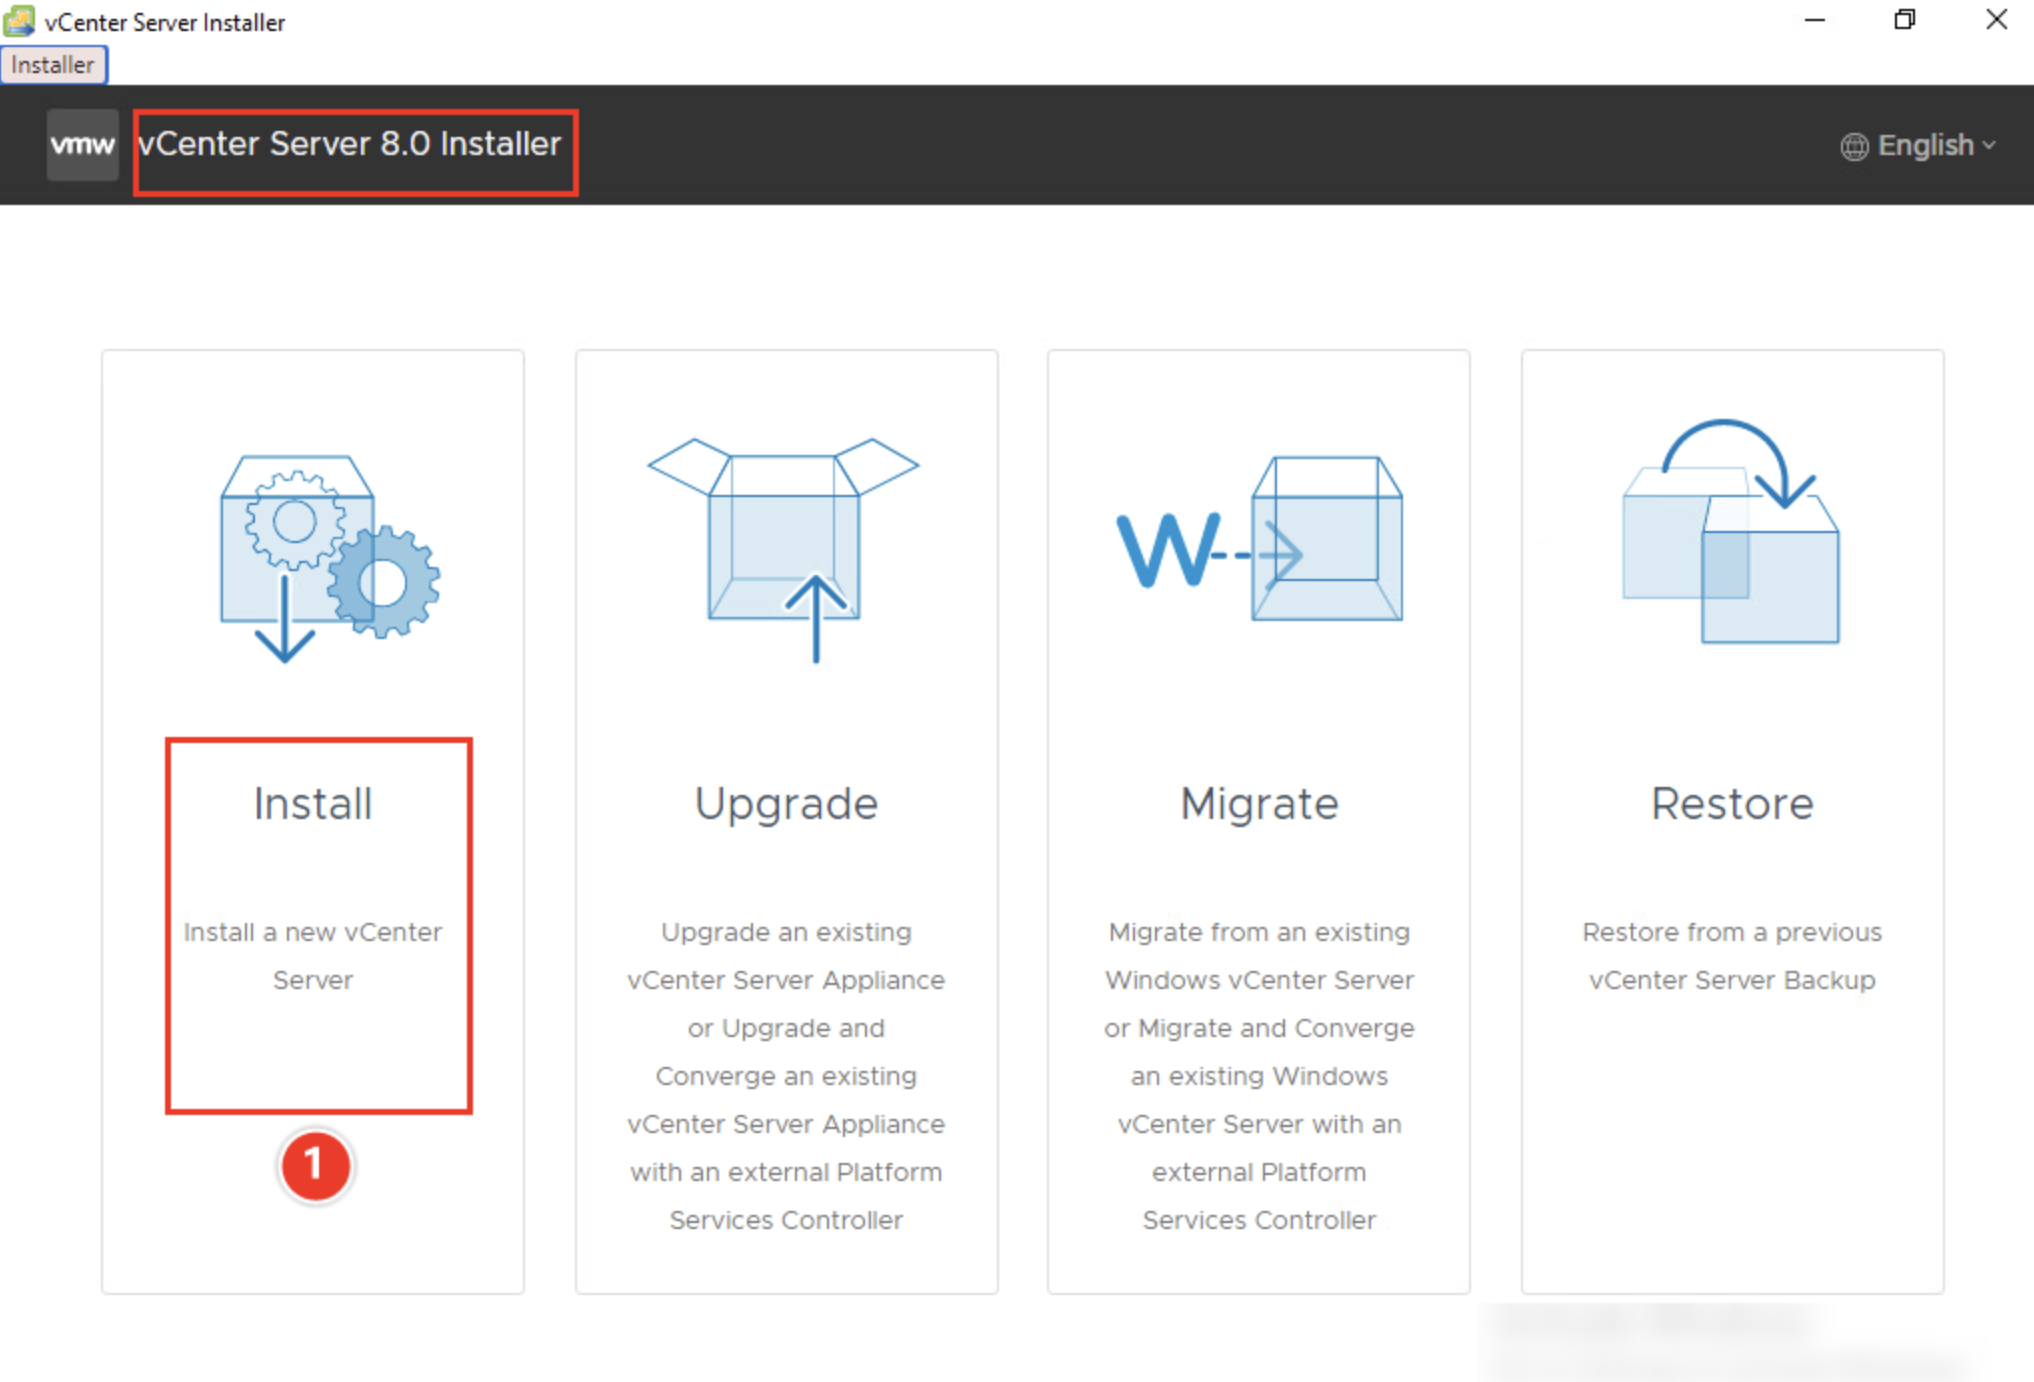 vCenter Server Installer
Installer
vmw vCenter Server 8.0 Installer English
Install
Install a new vCenter
Server
1
Upgrade
Upgrade an existing
vCenter Server Appliance
or Upgrade and
Converge an existing
vCenter Server Appliance
with an external Platform
Services Controller
W
Migrate
Migrate from an existing
Windows vCenter Server
or Migrate and Converge
an existing Windows
vCenter Server with an
external Platform
Services Controller
Restore
Restore from a previous
vCenter Server Backup